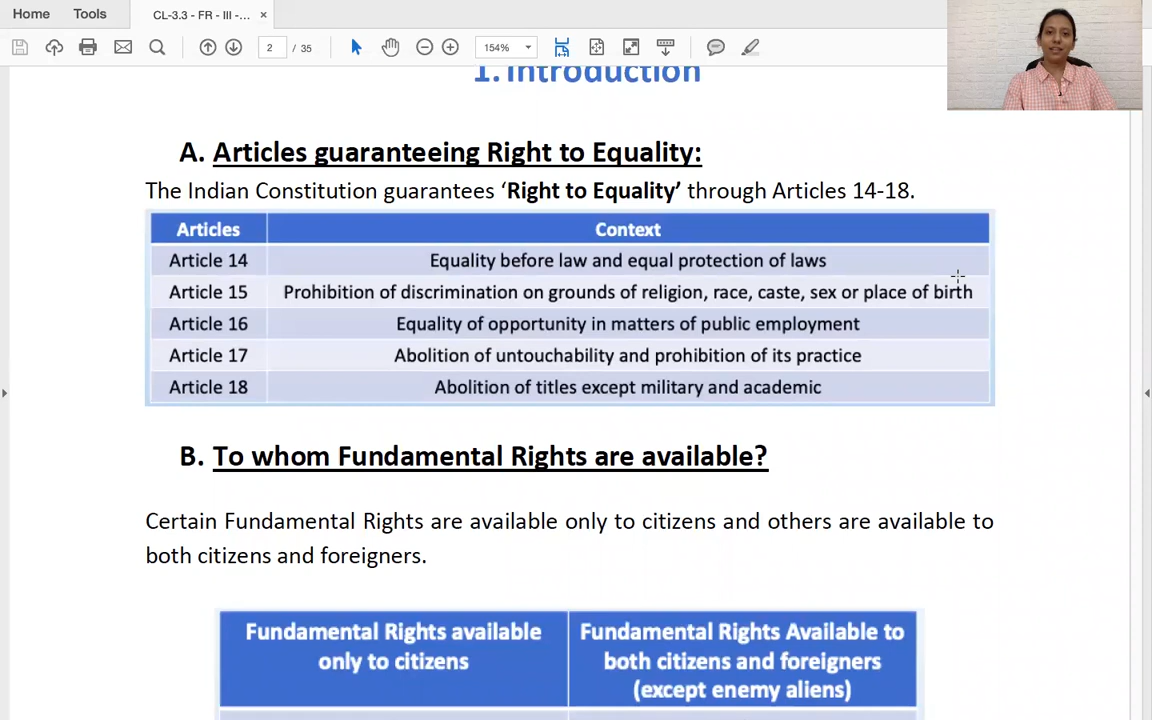 Home
Tools
CL-3.3 - FR - III -... ×
2 / 35
154%
1. Introduction
A. Articles guaranteeing Right to Equality:
The Indian Constitution guarantees ‘Right to Equality’ through Articles 14-18.
Articles Context
Article 14 Equality before law and equal protection of laws
Article 15 Prohibition of discrimination on grounds of religion, race, caste, sex or place of birth
Article 16 Equality of opportunity in matters of public employment
Article 17 Abolition of untouchability and prohibition of its practice
Article 18 Abolition of titles except military and academic
B. To whom Fundamental Rights are available?
Certain Fundamental Rights are available only to citizens and others are available to
both citizens and foreigners.
Fundamental Rights available
only to citizens
Fundamental Rights Available to
both citizens and foreigners
(except enemy aliens)